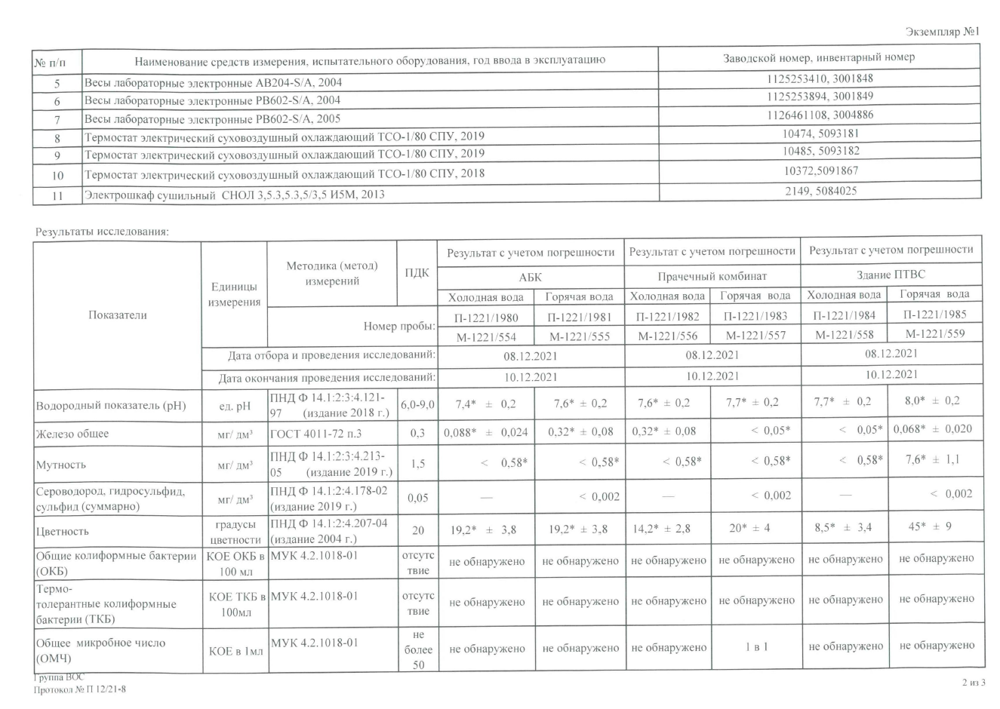 Экземпляр №1
№ п/п Наименование средств измерения, испытательного оборудования, год ввода в эксплуатацию Заводской номер, инвентарный номер
5 Весы лабораторные электронные AB204-S/A, 2004 1125253410, 3001848
6 Весы лабораторные электронные PB602-S/A, 2004 1125253894, 3001849
7 Весы лабораторные электронные PB602-S/A, 2005 1126461108, 3004886
8 Термостат электрический суховоздушный охлаждающий ТСО-1/80 СПУ, 2019 10474, 5093181
9 Термостат электрический суховоздушный охлаждающий ТСО-1/80 СПУ, 2019 10485, 5093182
10 Термостат электрический суховоздушный охлаждающий ТСО-1/80 СПУ, 2018 10372,5091867
11 Электрошкаф сушильный СНОЛ 3,5.3,5.3,5/3,5 И5М, 2013 2149, 5084025
Результаты исследования:
Показатели
Единицы
измерения
Методика (метод)
измерений
ПДК
Результат с учетом погрешности Результат с учетом погрешности Результат с учетом погрешности
АБК Прачечный комбинат Здание ПТВС
Холодная вода Горячая вода Холодная вода Горячая вода Холодная вода Горячая вода
Номер пробы:
П-1221/1980 П-1221/1981 П-1221/1982 П-1221/1983 П-1221/1984 П-1221/1985
М-1221/554 М-1221/555 М-1221/556 М-1221/557 М-1221/558 М-1221/559
Дата отбора и проведения исследований: 08.12.2021 08.12.2021 08.12.2021
Дата окончания проведения исследований: 10.12.2021 10.12.2021 10.12.2021
Водородный показатель (рН)
ед. рН
ПНД Ф 14.1:2:3:4.121-
97 (издание 2018 г.)
6,0-9,0 7,4* ± 0,2 7,6* ± 0,2 7,6* ± 0,2 7,7* ± 0,2 7,7* ± 0,2 8,0* ± 0,2
Железо общее мг/ дм³ ГОСТ 4011-72 п.3 0,3 0,088* ± 0,024 0,32* ± 0,08 0,32* ± 0,08 < 0,05* < 0,05* 0,068* ± 0,020
Мутность
мг/ дм³
ПНД Ф 14.1:2:3:4.213-
05 (издание 2019 г.)
1,5 < 0,58* < 0,58* < 0,58* < 0,58* < 0,58* 7,6* ± 1,1
Сероводород, гидросульфид,
сульфид (суммарно)
мг/ дм³
ПНД Ф 14.1:2:4.178-02
(издание 2019 г.)
0,05 — < 0,002 — < 0,002 — < 0,002
Цветность
градусы
цветности
ПНД Ф 14.1:2:4.207-04
(издание 2004 г.)
20 19,2* ± 3,8 19,2* ± 3,8 14,2* ± 2,8 20* ± 4 8,5* ± 3,4 45* ± 9
Общие колиформные бактерии
(ОКБ)
КОЕ ОКБ в
100 мл
МУК 4.2.1018-01
отсутс
твие
не обнаружено не обнаружено не обнаружено не обнаружено не обнаружено не обнаружено
Термо-
толерантные колиформные
бактерии (ТКБ)
КОЕ ТКБ в
100мл
МУК 4.2.1018-01
отсутс
твие
не обнаружено не обнаружено не обнаружено не обнаружено не обнаружено не обнаружено
Общее микробное число
(ОМЧ)
КОЕ в 1мл
МУК 4.2.1018-01
не
более
50
не обнаружено не обнаружено не обнаружено 1 в 1 не обнаружено не обнаружено
Группа ВОС
Протокол № П 12/21-8
2 из 3